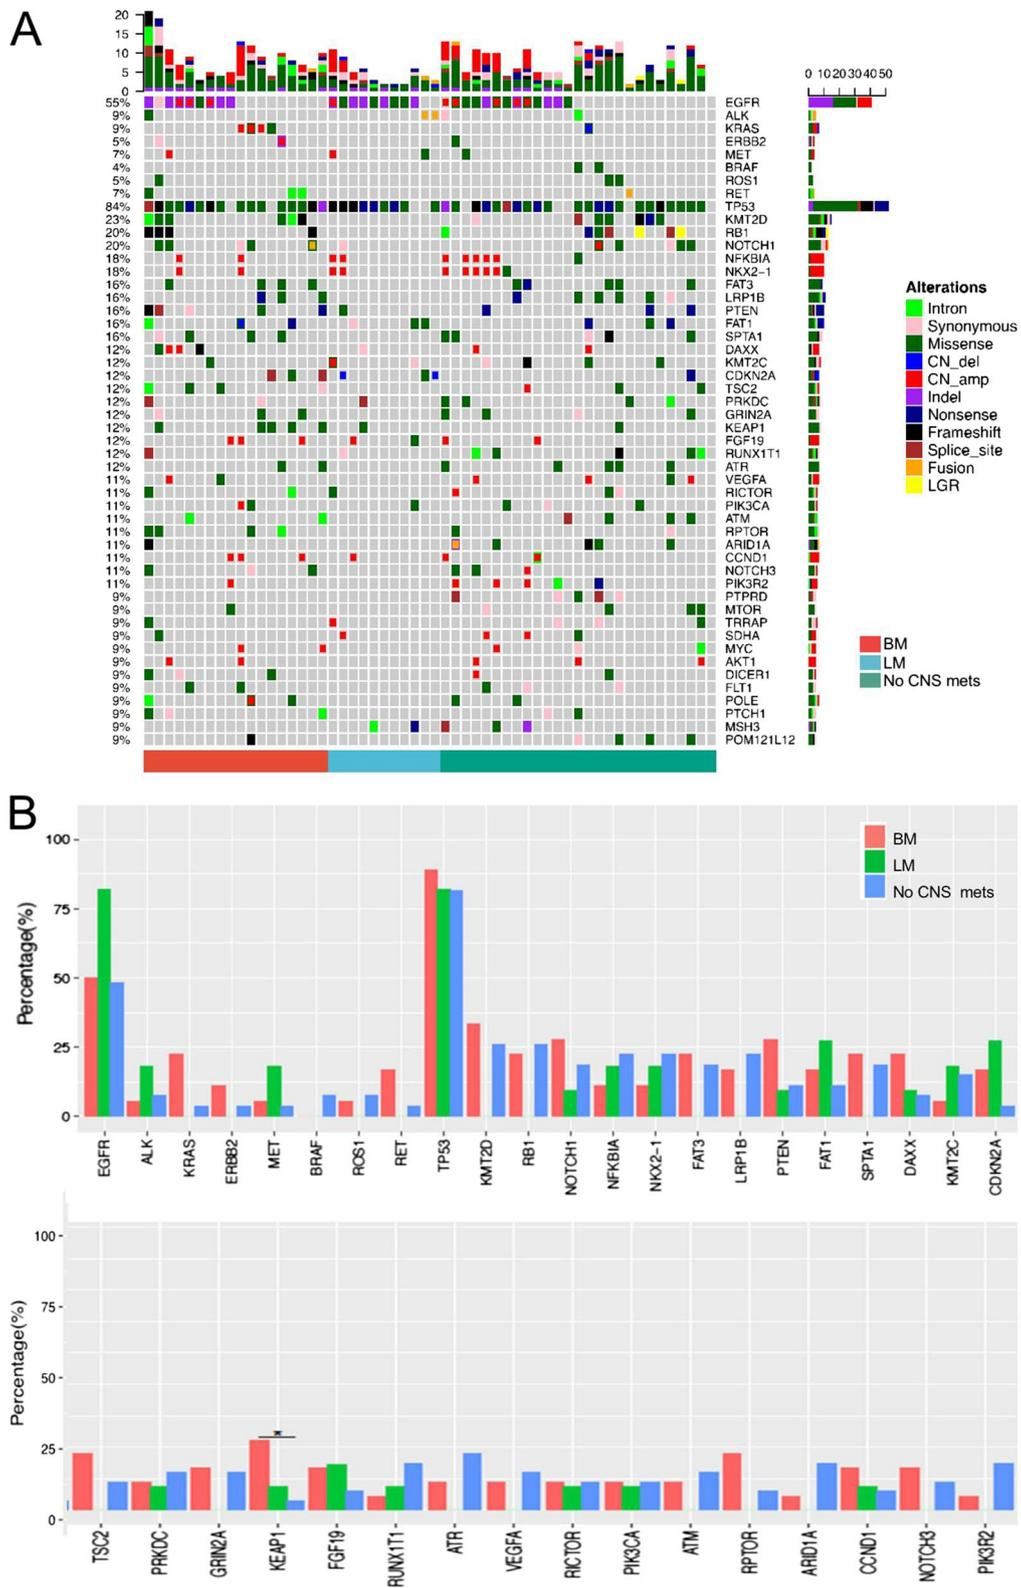 A
20
15
10
5
0
0 10 20 30 40 50
55% EGFR
9% ALK
9% KRAS
5% ERBB2
7% MET
4% BRAF
5% ROS1
7% RET
84% TP53
23% KMT2D
20% RB1
20% NOTCH1
18% NFKBIA
18% NKX2-1
16% FAT3
16% LRP1B
16% PTEN
16% FAT1
16% SPTA1
12% DAXX
12% KMT2C
12% CDKN2A
12% TSC2
12% PRKDC
12% GRIN2A
12% KEAP1
12% FGF19
12% RUNX1T1
12% ATR
11% VEGFA
11% RICTOR
11% PIK3CA
11% ATM
11% RPTOR
11% ARID1A
11% CCND1
11% NOTCH3
11% PIK3R2
9% PTPRD
9% MTOR
9% TRRAP
9% SDHA
9% MYC
9% AKT1
9% DICER1
9% FLT1
9% POLE
9% PTCH1
9% MSH3
9% POM121L12
Alterations
Intron
Synonymous
Missense
CN_del
CN_amp
Indel
Nonsense
Frameshift
Splice_site
Fusion
LGR
BM
LM
No CNS mets
B
Percentage(%)
100
75
50
25
0
BM
LM
No CNS mets
EGFR ALK KRAS ERBB2 MET BRAF ROS1 RET TP53 KMT2D RB1 NOTCH1 NFKBIA NKX2-1 FAT3 LRP1B PTEN FAT1 SPTA1 DAXX KMT2C CDKN2A
Percentage(%)
100
75
50
25
0
*
TSC2 PRKDC GRIN2A KEAP1 FGF19 RUNX1T1 ATR VEGFA RICTOR PIK3CA ATM RPTOR ARID1A CCND1 NOTCH3 PIK3R2